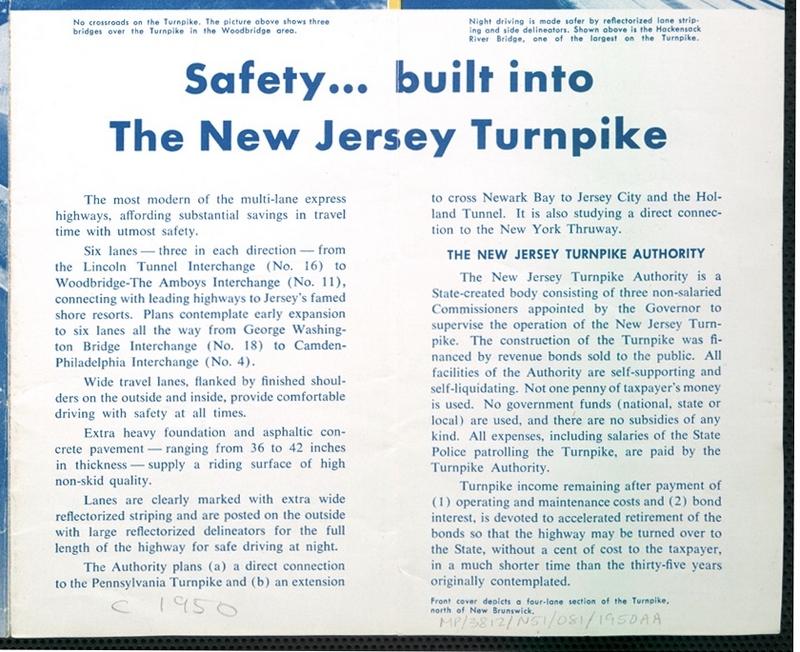 No crossroads on the Turnpike. The picture above shows three
bridges over the Turnpike in the Woodbridge area.
Night driving is made safer by reflectorized lane strip-
ing and side delineators. Shown above is the Hackensack
River Bridge, one of the largest on the Turnpike.
Safety... built into
The New Jersey Turnpike
The most modern of the multi-lane express
highways, affording substantial savings in travel
time with utmost safety.
Six lanes — three in each direction — from
the Lincoln Tunnel Interchange (No. 16) to
Woodbridge-The Amboys Interchange (No. 11),
connecting with leading highways to Jersey's famed
shore resorts. Plans contemplate early expansion
to six lanes all the way from George Washing-
ton Bridge Interchange (No. 18) to Camden-
Philadelphia Interchange (No. 4).
Wide travel lanes, flanked by finished shoul-
ders on the outside and inside, provide comfortable
driving with safety at all times.
Extra heavy foundation and asphaltic con-
crete pavement — ranging from 36 to 42 inches
in thickness — supply a riding surface of high
non-skid quality.
Lanes are clearly marked with extra wide
reflectorized striping and are posted on the outside
with large reflectorized delineators for the full
length of the highway for safe driving at night.
The Authority plans (a) a direct connection
to the Pennsylvania Turnpike and (b) an extension
to cross Newark Bay to Jersey City and the Hol-
land Tunnel. It is also studying a direct connec-
tion to the New York Thruway.
THE NEW JERSEY TURNPIKE AUTHORITY
The New Jersey Turnpike Authority is a
State-created body consisting of three non-salaried
Commissioners appointed by the Governor to
supervise the operation of the New Jersey Turn-
pike. The construction of the Turnpike was fi-
nanced by revenue bonds sold to the public. All
facilities of the Authority are self-supporting and
self-liquidating. Not one penny of taxpayer's money
is used. No government funds (national, state or
local) are used, and there are no subsidies of any
kind. All expenses, including salaries of the State
Police patrolling the Turnpike, are paid by the
Turnpike Authority.
Turnpike income remaining after payment of
(1) operating and maintenance costs and (2) bond
interest, is devoted to accelerated retirement of the
bonds so that the highway may be turned over to
the State, without a cent of cost to the taxpayer,
in a much shorter time than the thirty-five years
originally contemplated.
Front cover depicts a four-lane section of the Turnpike,
north of New Brunswick.
C 1950
MP/3812/N51/081/1950AA